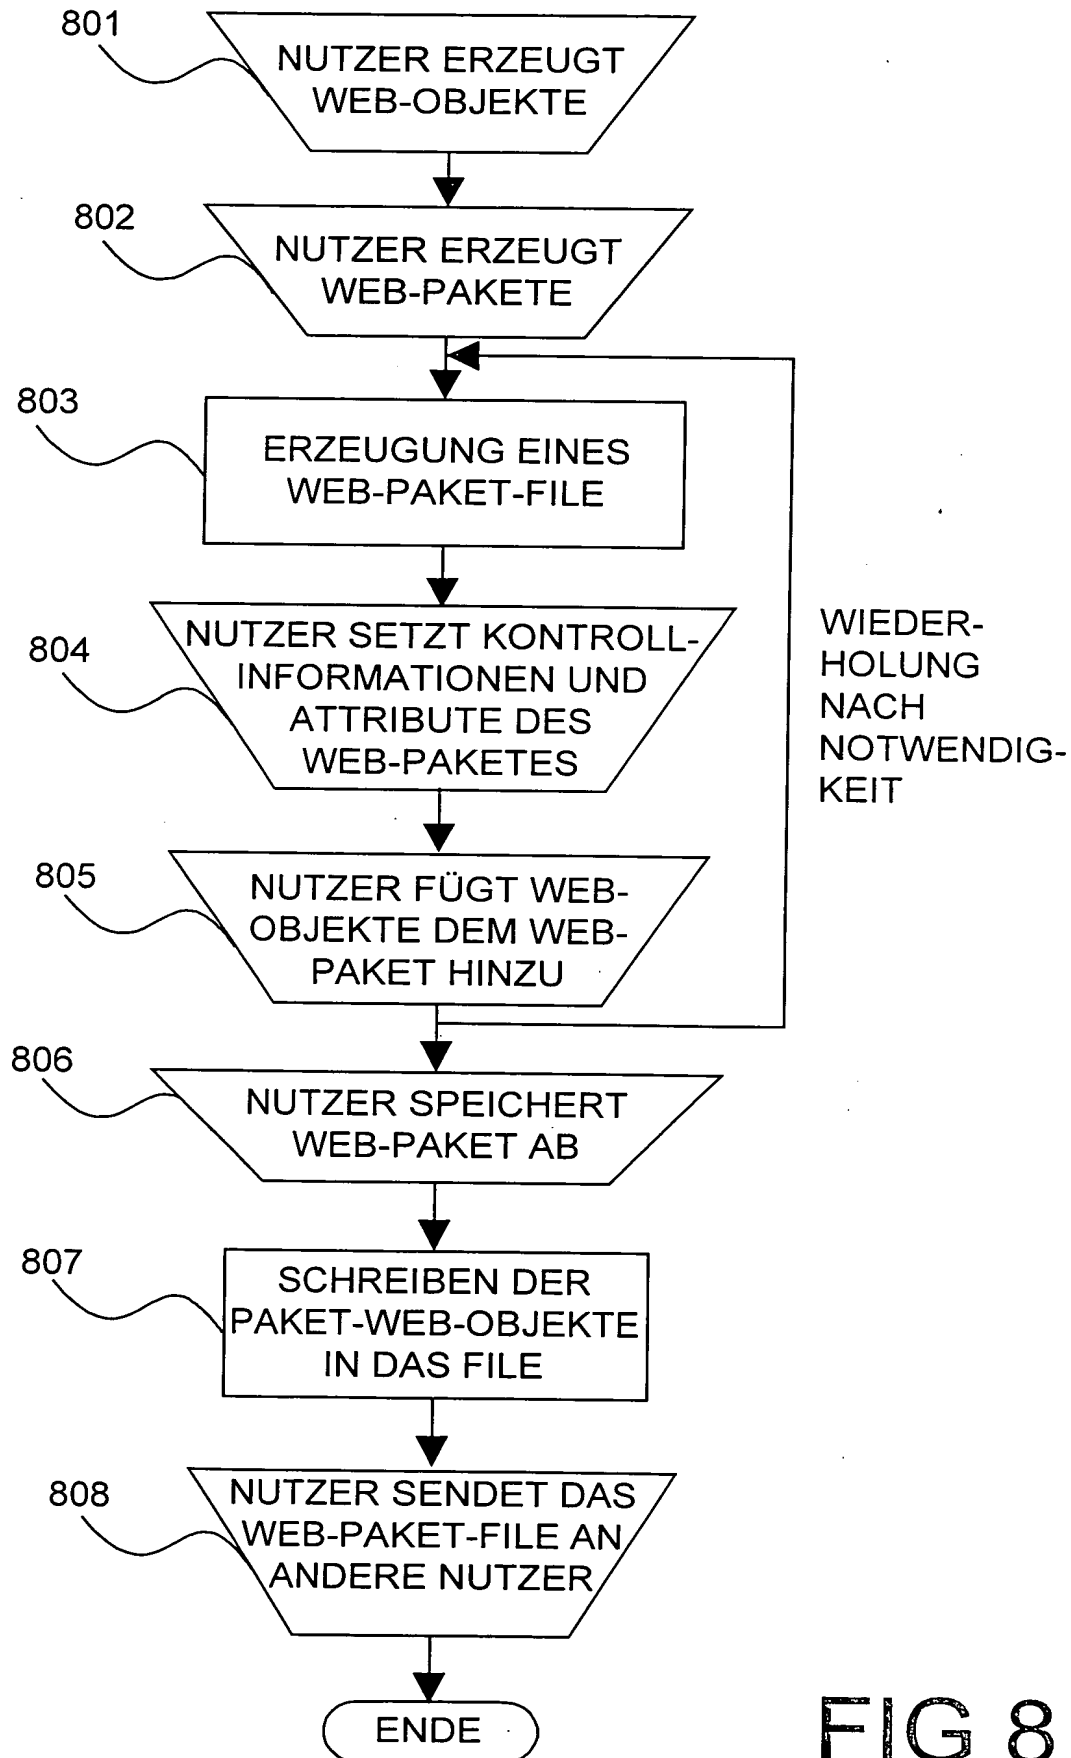 801
NUTZER ERZEUGT
WEB-OBJEKTE
802
NUTZER ERZEUGT
WEB-PAKETE
803
ERZEUGUNG EINES
WEB-PAKET-FILE
804
NUTZER SETZT KONTROLL-
INFORMATIONEN UND
ATTRIBUTE DES
WEB-PAKETES
WIEDER-
HOLUNG
NACH
NOTWENDIG-
KEIT
805
NUTZER FÜGT WEB-
OBJEKTE DEM WEB-
PAKET HINZU
806
NUTZER SPEICHERT
WEB-PAKET AB
807
SCHREIBEN DER
PAKET-WEB-OBJEKTE
IN DAS FILE
808
NUTZER SENDET DAS
WEB-PAKET-FILE AN
ANDERE NUTZER
ENDE
FIG 8